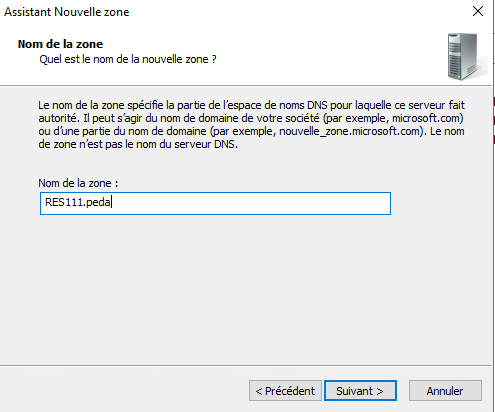 Assistant Nouvelle zone
Nom de la zone
Quel est le nom de la nouvelle zone ?
Le nom de la zone spécifie la partie de l'espace de noms DNS pour laquelle ce serveur fait
autorité. Il peut s'agir du nom de domaine de votre société (par exemple, microsoft.com)
ou d'une partie du nom de domaine (par exemple, nouvelle_zone.microsoft.com). Le nom
de zone n'est pas le nom du serveur DNS.
Nom de la zone :
RES111.peda
< Précédent Suivant > Annuler